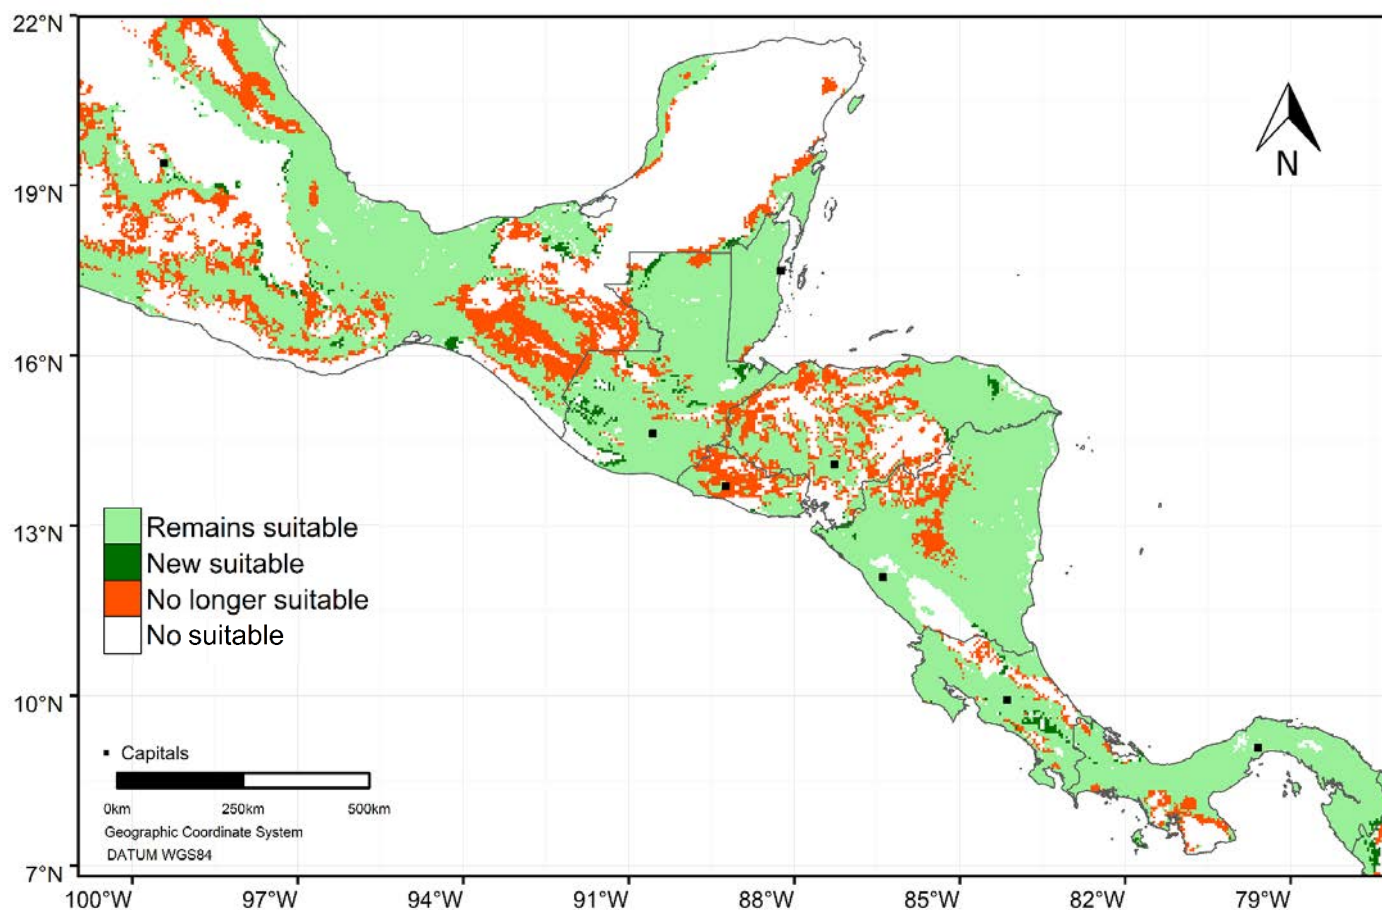 22°N
19°N
16°N
13°N
10°N
7°N
N
Remains suitable
New suitable
No longer suitable
No suitable
Capitals
0km 250km 500km
Geographic Coordinate System
DATUM WGS84
100°W 97°W 94°W 91°W 88°W 85°W 82°W 79°W